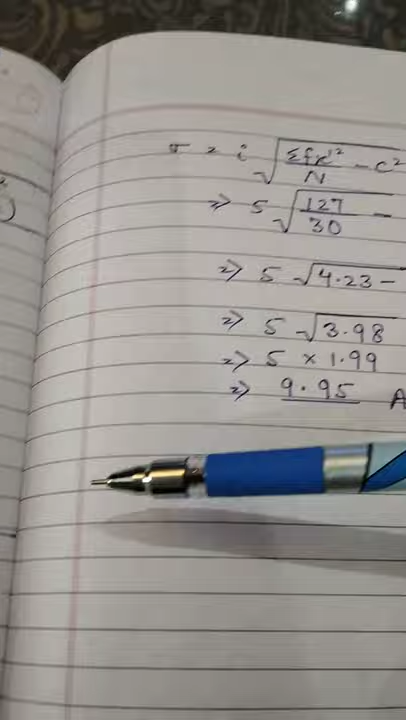 σ = i √ Σfx'² / N - c²
=> 5 √ 127 / 30 -
=> 5 √4.23 -
=> 5 √3.98
=> 5 x 1.99
=> 9.95 A